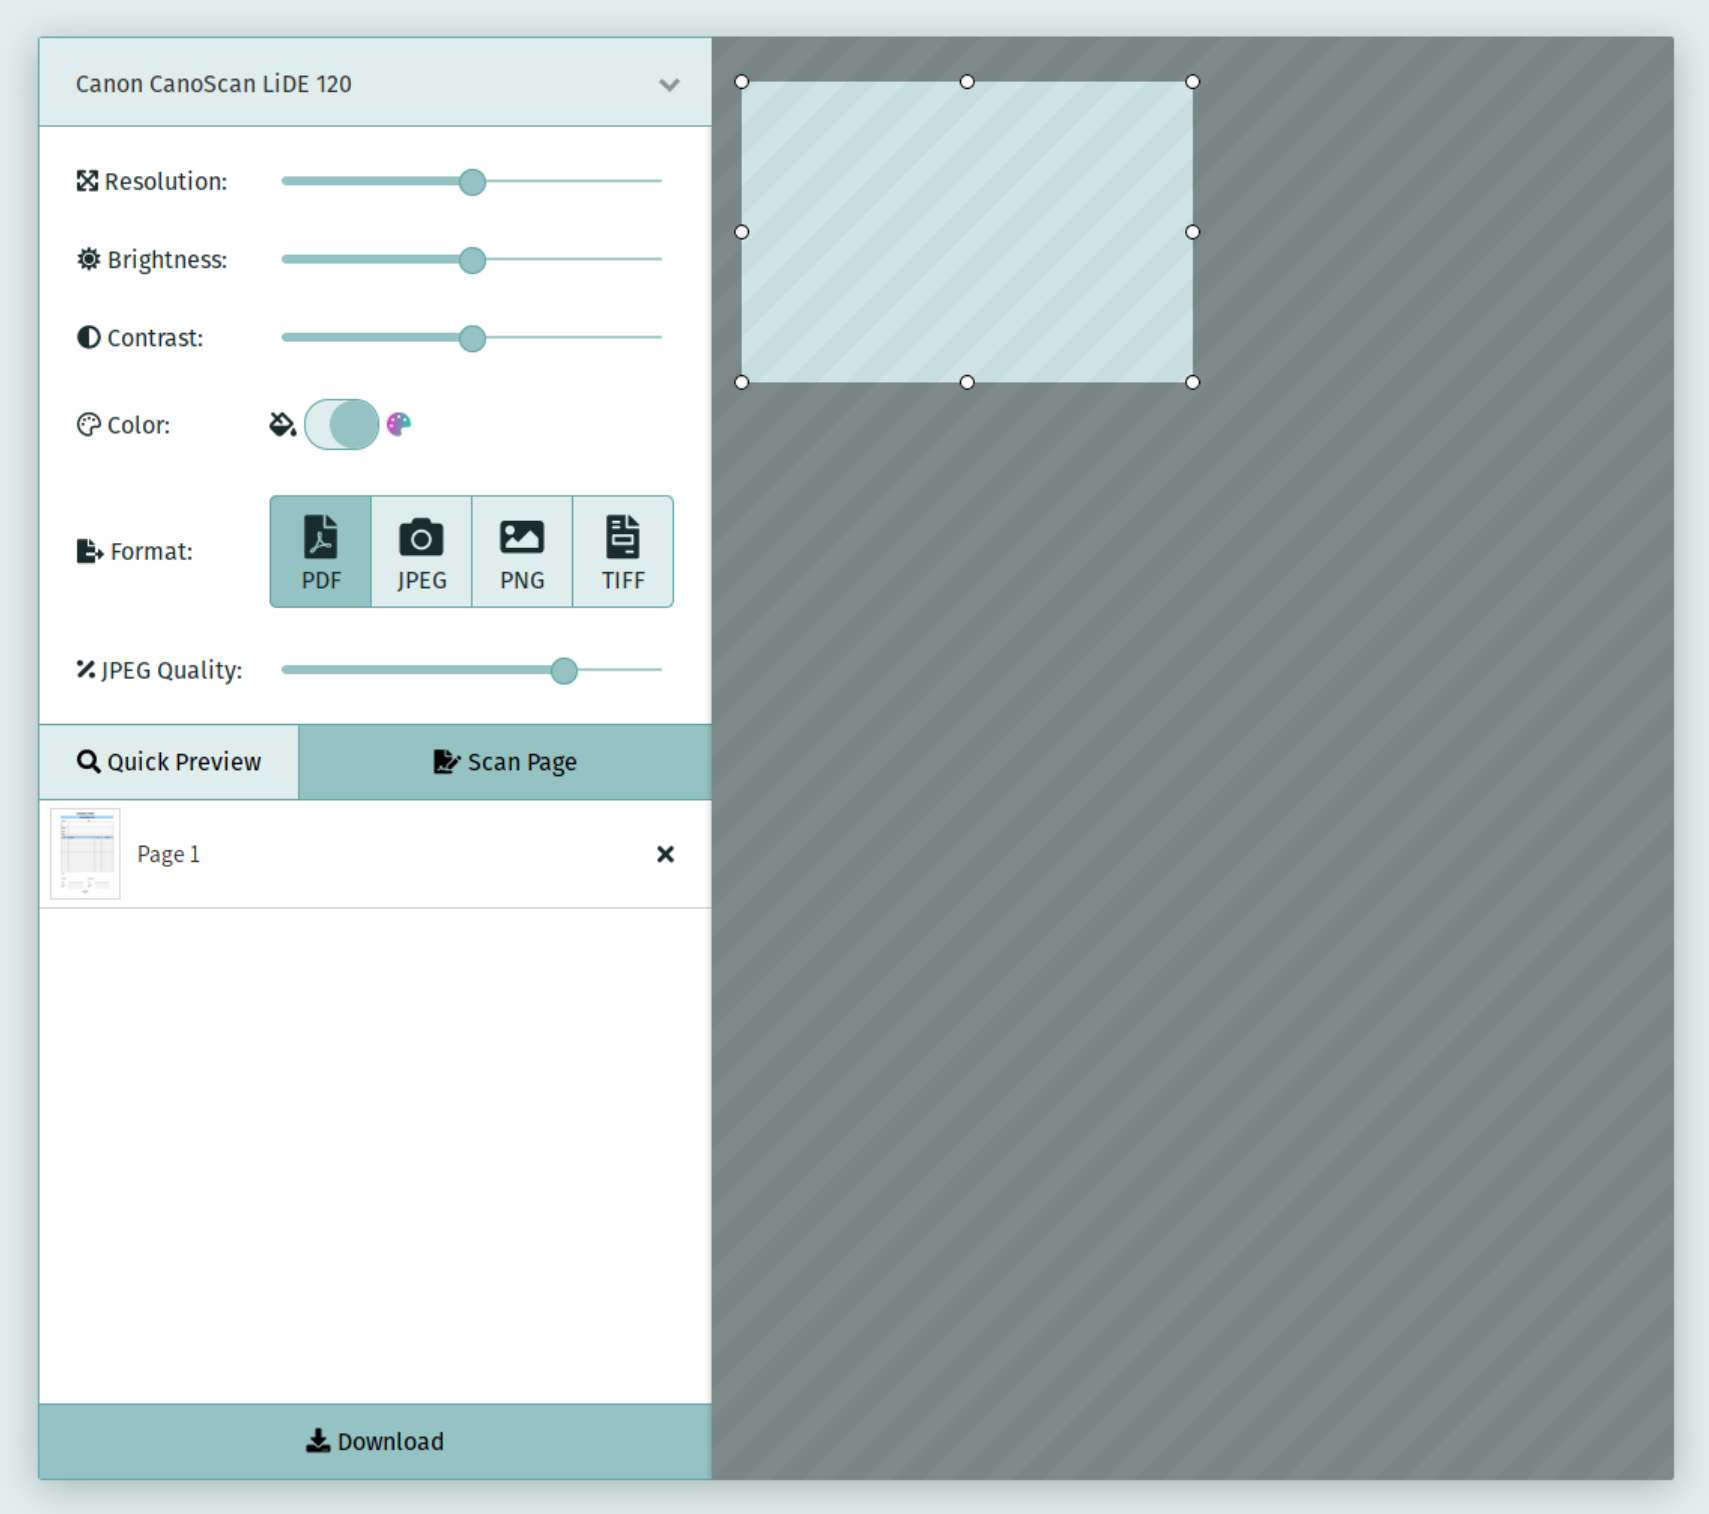 Canon CanoScan LiDE 120
Resolution:
Brightness:
Contrast:
Color:
Format:
PDF
JPEG
PNG
TIFF
JPEG Quality:
Quick Preview
Scan Page
Page 1
Download